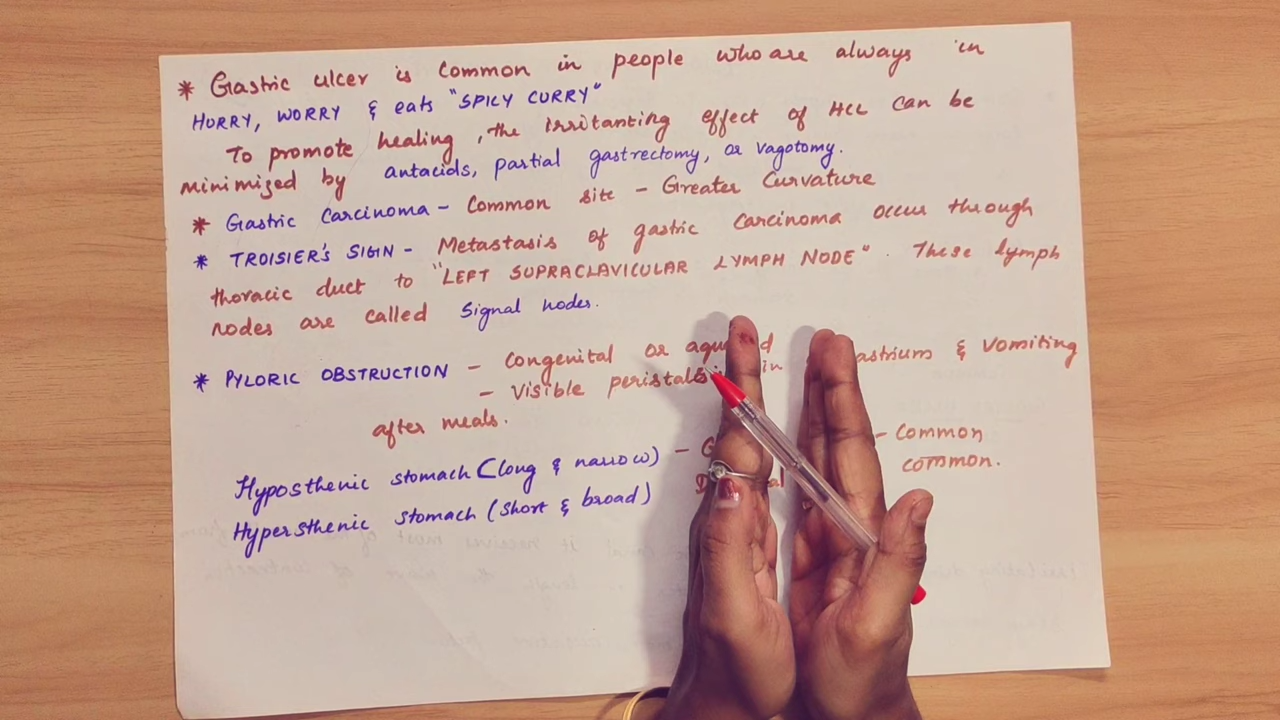 * Gastric ulcer is common in people who are always in
HURRY, WORRY & eats "SPICY CURRY"
To promote healing, the irritanting effect of HCL can be
minimized by antacids, partial gastrectomy, or vagotomy.
* Gastric Carcinoma - Common site - Greater Curvature
* TROISIER'S SIGN - Metastasis of gastric Carcinoma occur through
thoracic duct to "LEFT SUPRACLAVICULAR LYMPH NODE". These lymph
nodes are called Signal nodes.
* PYLORIC OBSTRUCTION - Congenital or & vomiting
- Visible in
after meals.
Hyposthenic stomach (long & narrow) - - Common
Hypersthenic stomach (short & broad) common.